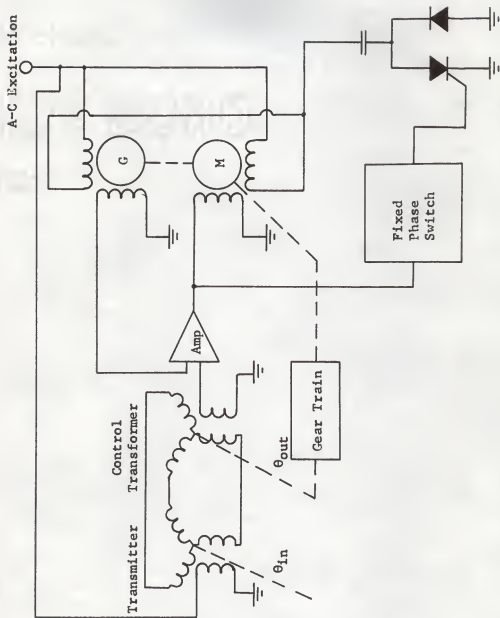 A-C Excitation
G
M
Fixed
Phase
Switch
Amp
Gear Train
Control
Transformer
θout
Transmitter
θin